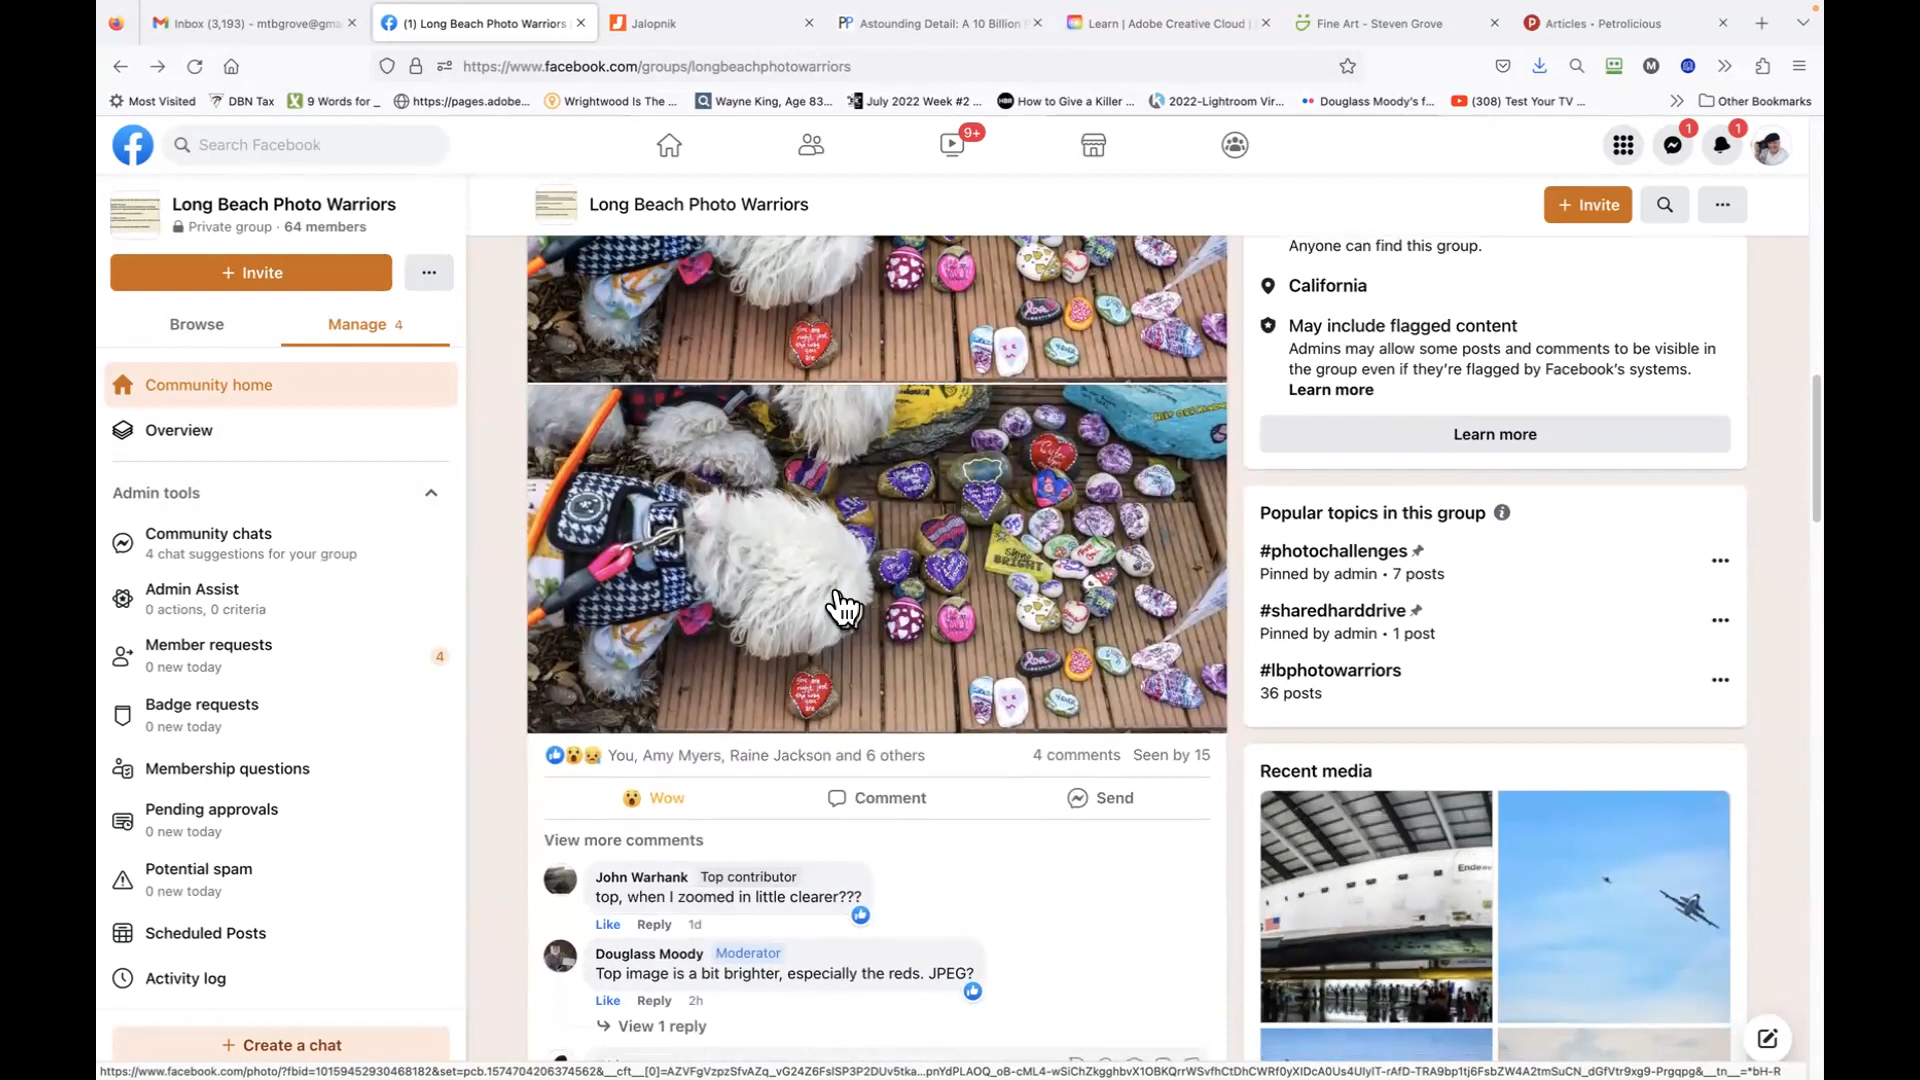 Inbox (3,193) - mtbgrove@gma
(1) Long Beach Photo Warriors
Jalopnik
Astounding Detail: A 10 Billion P
Learn | Adobe Creative Cloud |
Fine Art - Steven Grove
Articles • Petrolicious
https://www.facebook.com/groups/longbeachphotowarriors
Most Visited
DBN Tax
9 Words for _
https://pages.adobe...
Wrightwood Is The ...
Wayne King, Age 83...
July 2022 Week #2 ...
How to Give a Killer ...
2022-Lightroom Vir...
Douglass Moody's f...
(308) Test Your TV ...
Other Bookmarks
Search Facebook
9+
1
1
Long Beach Photo Warriors
Private group · 64 members
+ Invite
...
Browse
Manage 4
Community home
Overview
Admin tools
Community chats
4 chat suggestions for your group
Admin Assist
0 actions, 0 criteria
Member requests
0 new today
4
Badge requests
0 new today
Membership questions
Pending approvals
0 new today
Potential spam
0 new today
Scheduled Posts
Activity log
+ Create a chat
Long Beach Photo Warriors
+ Invite
...
SHINE
BRIGHT
You, Amy Myers, Raine Jackson and 6 others
4 comments Seen by 15
Wow
Comment
Send
View more comments
John Warhank Top contributor
top, when I zoomed in little clearer???
Like Reply 1d
Douglass Moody Moderator
Top image is a bit brighter, especially the reds. JPEG?
Like Reply 2h
View 1 reply
Anyone can find this group.
California
May include flagged content
Admins may allow some posts and comments to be visible in
the group even if they're flagged by Facebook's systems.
Learn more
Learn more
Popular topics in this group
#photochallenges
Pinned by admin • 7 posts
#sharedharddrive
Pinned by admin • 1 post
#lbphotowarriors
36 posts
Recent media
Endeav